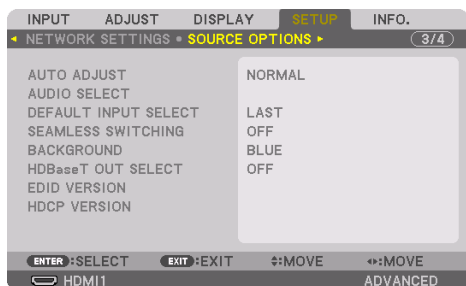 INPUT ADJUST DISPLAY SETUP INFO.
NETWORK SETTINGS • SOURCE OPTIONS 3/4
AUTO ADJUST NORMAL
AUDIO SELECT
DEFAULT INPUT SELECT LAST
SEAMLESS SWITCHING OFF
BACKGROUND BLUE
HDBaseT OUT SELECT OFF
EDID VERSION
HDCP VERSION
ENTER :SELECT EXIT :EXIT :MOVE :MOVE
HDMI1 ADVANCED